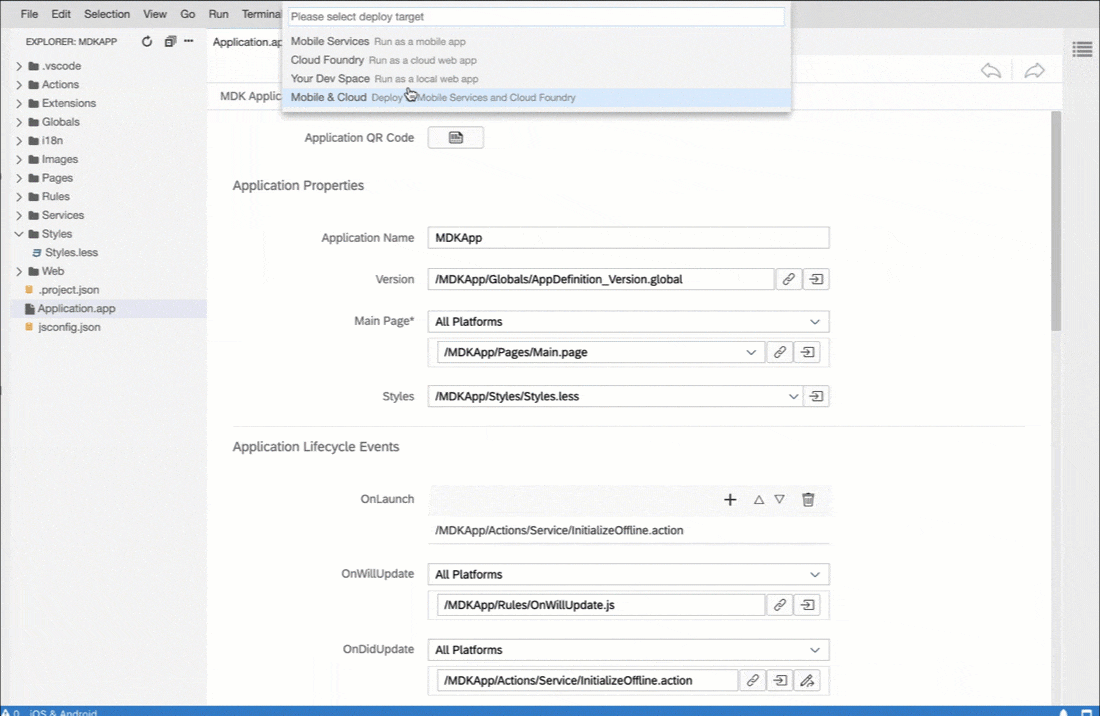 File Edit Selection View Go Run Terminal
Please select deploy target
Mobile Services Run as a mobile app
Cloud Foundry Run as a cloud web app
Your Dev Space Run as a local web app
Mobile & Cloud Deploy Mobile Services and Cloud Foundry
EXPLORER: MDKAPP
.vscode
Actions
Extensions
Globals
i18n
Images
Pages
Rules
Services
Styles
Styles.less
Web
.project.json
Application.app
jsconfig.json
Application.ap
MDK Applic
Application QR Code
Application Properties
Application Name MDKApp
Version /MDKApp/Globals/AppDefinition_Version.global
Main Page* All Platforms
/MDKApp/Pages/Main.page
Styles /MDKApp/Styles/Styles.less
Application Lifecycle Events
OnLaunch
/MDKApp/Actions/Service/InitializeOffline.action
OnWillUpdate All Platforms
/MDKApp/Rules/OnWillUpdate.js
OnDidUpdate All Platforms
/MDKApp/Actions/Service/InitializeOffline.action
0 iOS & Android